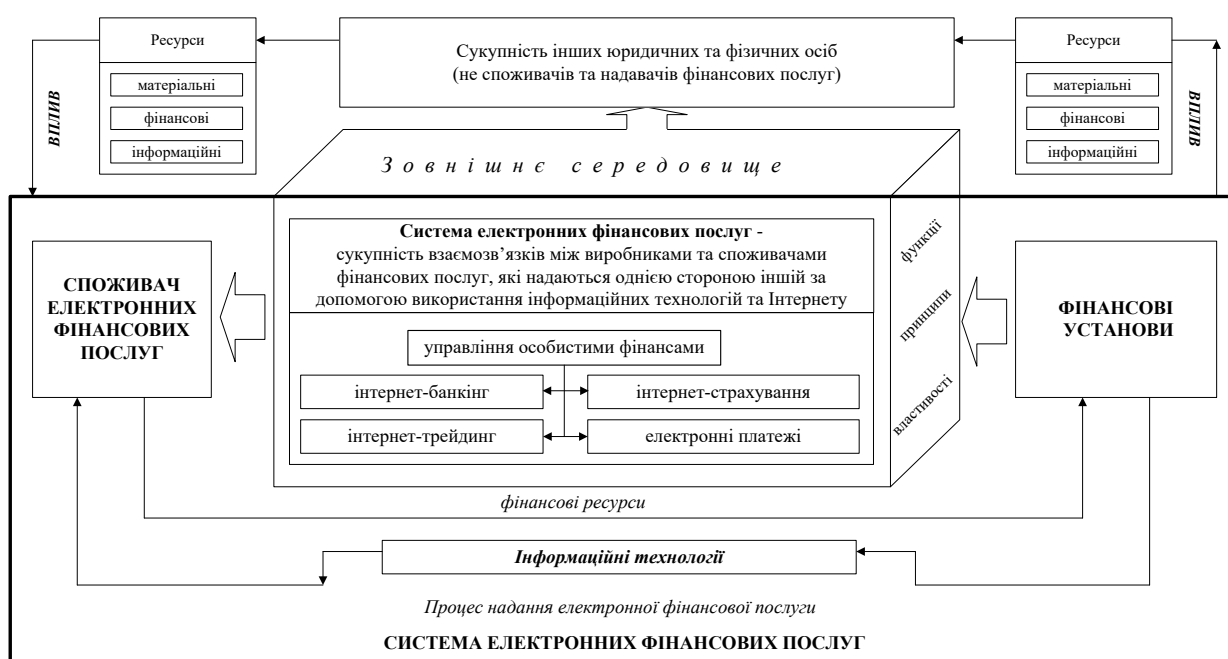 Ресурси
матеріальні
фінансові
інформаційні
ВПЛИВ
Сукупність інших юридичних та фізичних осіб
(не споживачів та надавачів фінансових послуг)
Ресурси
матеріальні
фінансові
інформаційні
ВПЛИВ
Зовнішнє середовище
СПОЖИВАЧ
ЕЛЕКТРОННИХ
ФІНАНСОВИХ
ПОСЛУГ
Система електронних фінансових послуг -
сукупність взаємозв’язків між виробниками та споживачами
фінансових послуг, які надаються однією стороною іншій за
допомогою використання інформаційних технологій та Інтернету
управління особистими фінансами
інтернет-банкінг
інтернет-страхування
інтернет-трейдинг
електронні платежі
функції
принципи
властивості
ФІНАНСОВІ
УСТАНОВИ
фінансові ресурси
Інформаційні технології
Процес надання електронної фінансової послуги
СИСТЕМА ЕЛЕКТРОННИХ ФІНАНСОВИХ ПОСЛУГ